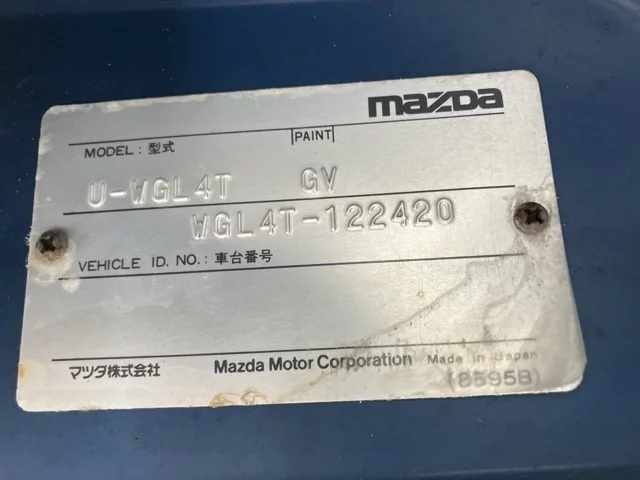 mazda
MODEL: 型式 PAINT
U-WGL4T GV
WGL4T-122420
VEHICLE ID. NO.: 車台番号
マツダ株式会社 Mazda Motor Corporation Made in Japan
(8595B)